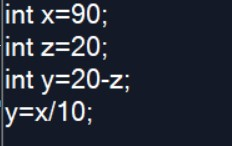 int x=90;
int z=20;
int y=20-z;
y=x/10;